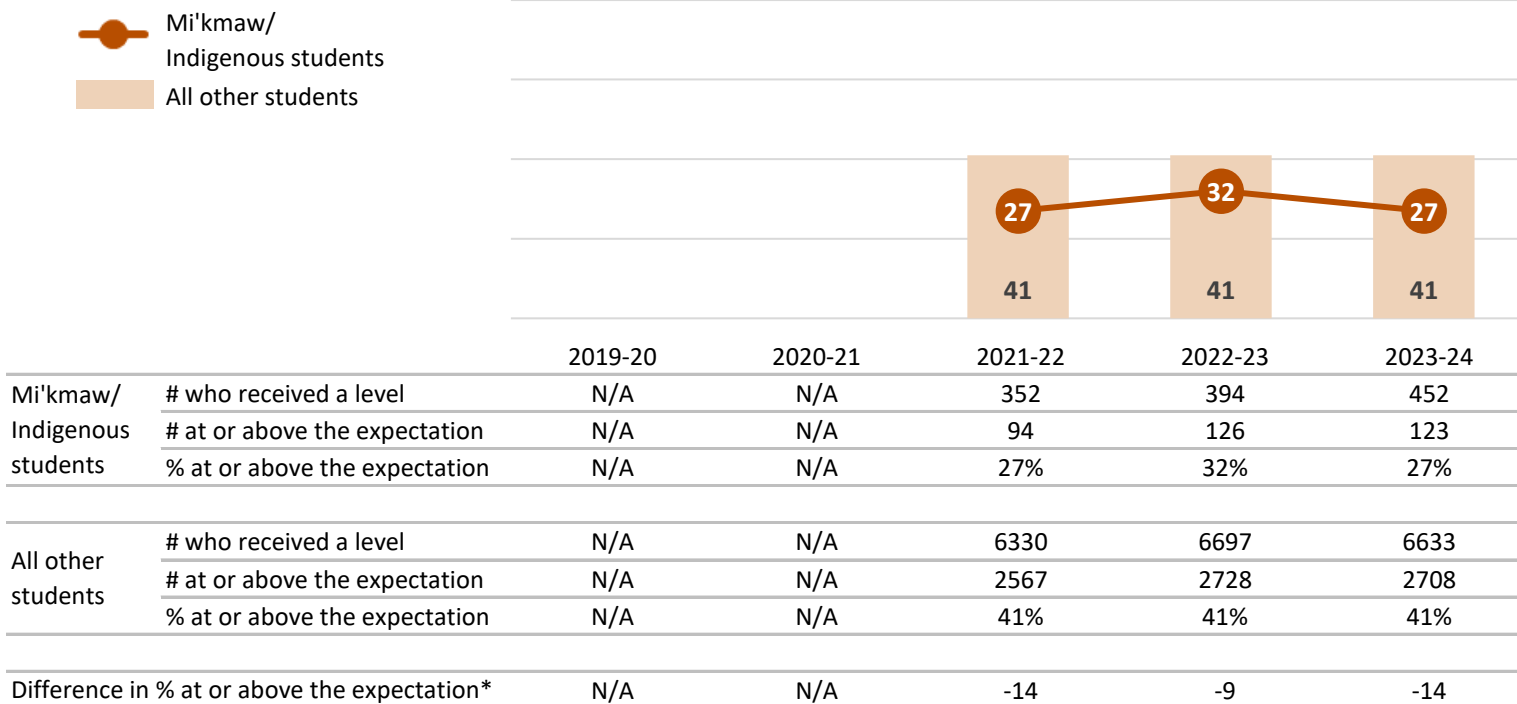 Mi'kmaw/
Indigenous students
All other students
27 32 27
41 41 41
2019-20 2020-21 2021-22 2022-23 2023-24
Mi'kmaw/ # who received a level N/A N/A 352 394 452
Indigenous # at or above the expectation N/A N/A 94 126 123
students % at or above the expectation N/A N/A 27% 32% 27%
All other # who received a level N/A N/A 6330 6697 6633
students # at or above the expectation N/A N/A 2567 2728 2708
% at or above the expectation N/A N/A 41% 41% 41%
Difference in % at or above the expectation* N/A N/A -14 -9 -14